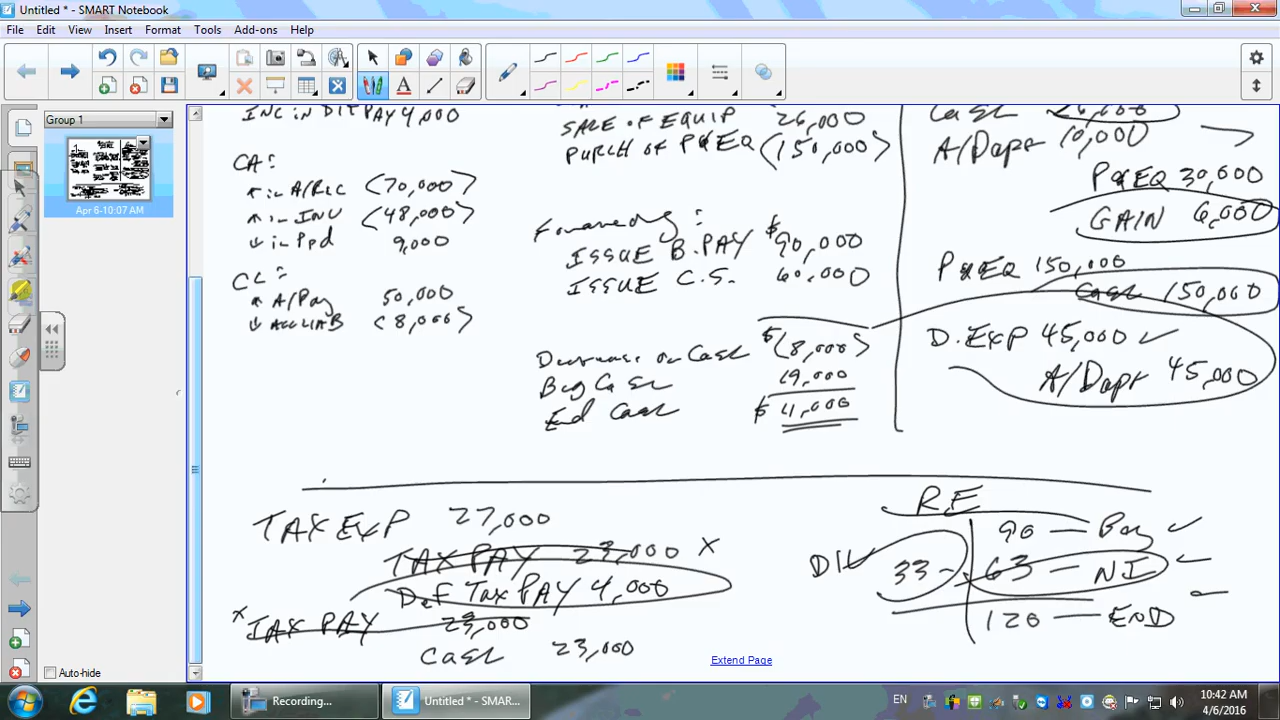 Untitled * - SMART Notebook
File Edit View Insert Format Tools Add-ons Help
Group 1
Apr 6-10:07 AM
INC in DIT PAY 4,000
CA:
↑ in A/Rec (70,000)
↑ in INV (48,000)
↓ in Ppd 9,000
CL:
↑ A/Pay 50,000
↓ Acc LIAB (8,000)
SALE OF EQUIP 26,000
PURCH OF P&EQ (150,000)
Financing:
ISSUE B.PAY $90,000
ISSUE C.S. 60,000
Decrease in Cash $(8,000)
Beg Cash 19,000
End Cash $11,000
Cash 26,000
A/Depr 10,000
P&EQ 30,000
GAIN 6,000
P&EQ 150,000
Cash 150,000
D. EXP 45,000
A/Depr 45,000
TAX EXP 27,000
TAX PAY 23,000 X
Def Tax PAY 4,000
X TAX PAY 23,000
Cash 23,000
R.E
90 — Beg
DIV 33 — 63 — NI
120 — END
Extend Page
Auto-hide
Recording...
Untitled * - SMAR...
EN
10:42 AM
4/6/2016